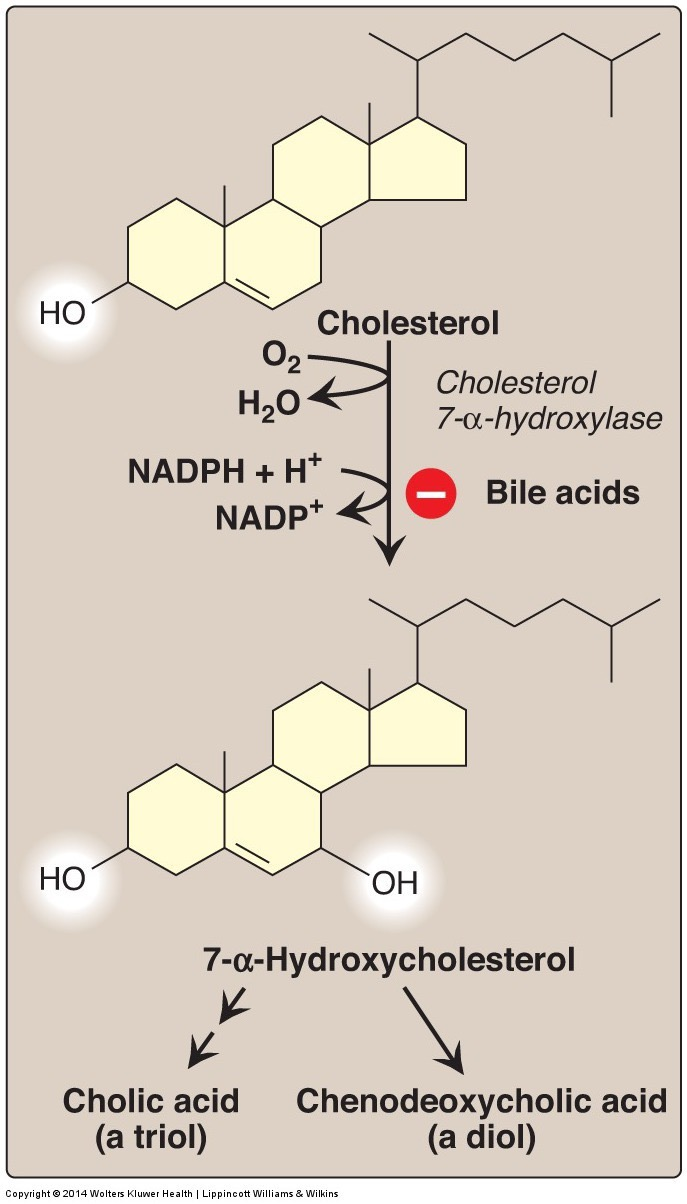 HO
Cholesterol
O₂
H₂O
Cholesterol
7-α-hydroxylase
NADPH + H⁺
NADP⁺
Bile acids
HO
OH
7-α-Hydroxycholesterol
Cholic acid
(a triol)
Chenodeoxycholic acid
(a diol)
Copyright © 2014 Wolters Kluwer Health | Lippincott Williams & Wilkins